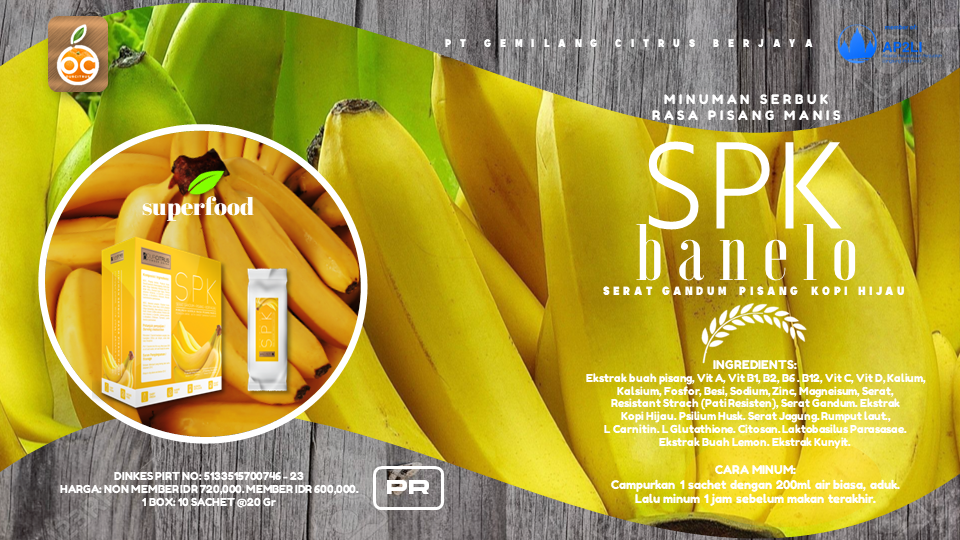 OC
PT GEMILANG CITRUS BERJAYA
AP2LI
MINUMAN SERBUK
RASA PISANG MANIS
SPK
banelo
SERAT GANDUM PISANG KOPI HIJAU
superfood
SPK
SPK
INGREDIENTS:
Ekstrak buah pisang, Vit A, Vit B1, B2, B6 . B12, Vit C, Vit D, Kalium,
Kalsium, Fosfor, Besi, Sodium, Zinc, Magneisum, Serat,
Resistant Strach (Pati Resisten), Serat Gandum. Ekstrak
Kopi Hijau. Psilium Husk. Serat Jagung. Rumput laut.,
L Carnitin. L Glutathione. Citosan. Laktobasilus Parasasae.
Ekstrak Buah Lemon. Ekstrak Kunyit.
CARA MINUM:
Campurkan 1 sachet dengan 200ml air biasa, aduk.
Lalu minum 1 jam sebelum makan terakhir.
DINKES PIRT NO: 5133515700746 - 23
HARGA: NON MEMBER IDR 720,000. MEMBER IDR 600,000.
1 BOX: 10 SACHET @20 Gr
PR